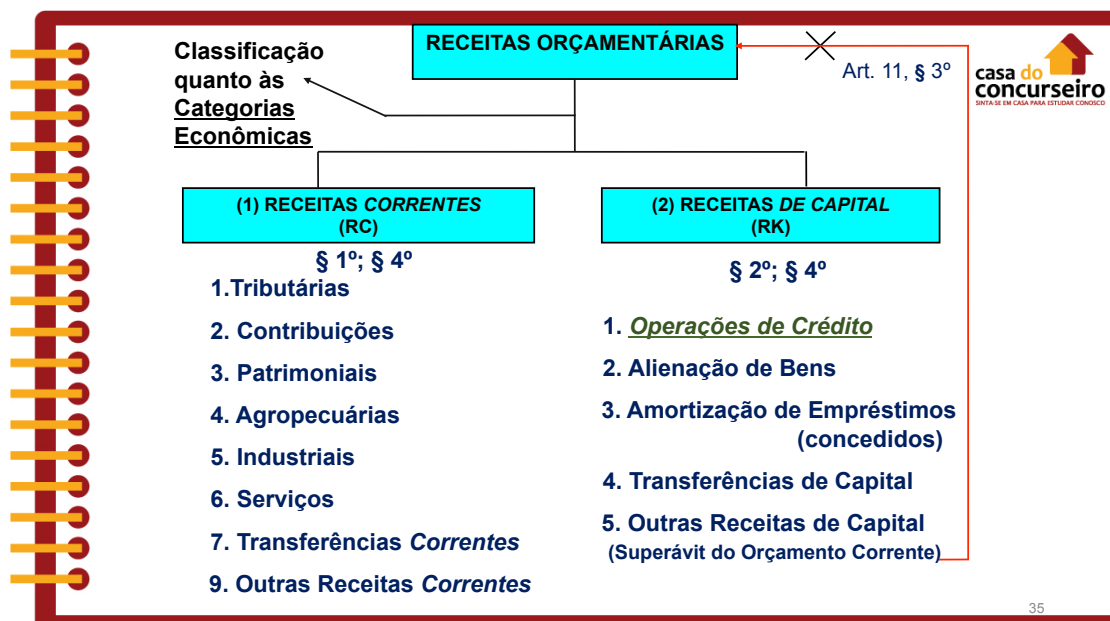 Classificação
quanto às
Categorias
Econômicas
RECEITAS ORÇAMENTÁRIAS
Art. 11, § 3º
casa do
concurseiro
SINTA-SE EM CASA PARA ESTUDAR CONOSCO
(1) RECEITAS CORRENTES
(RC)
§ 1º; § 4º
1.Tributárias
2. Contribuições
3. Patrimoniais
4. Agropecuárias
5. Industriais
6. Serviços
7. Transferências Correntes
9. Outras Receitas Correntes
(2) RECEITAS DE CAPITAL
(RK)
§ 2º; § 4º
1. Operações de Crédito
2. Alienação de Bens
3. Amortização de Empréstimos
(concedidos)
4. Transferências de Capital
5. Outras Receitas de Capital
(Superávit do Orçamento Corrente)
35